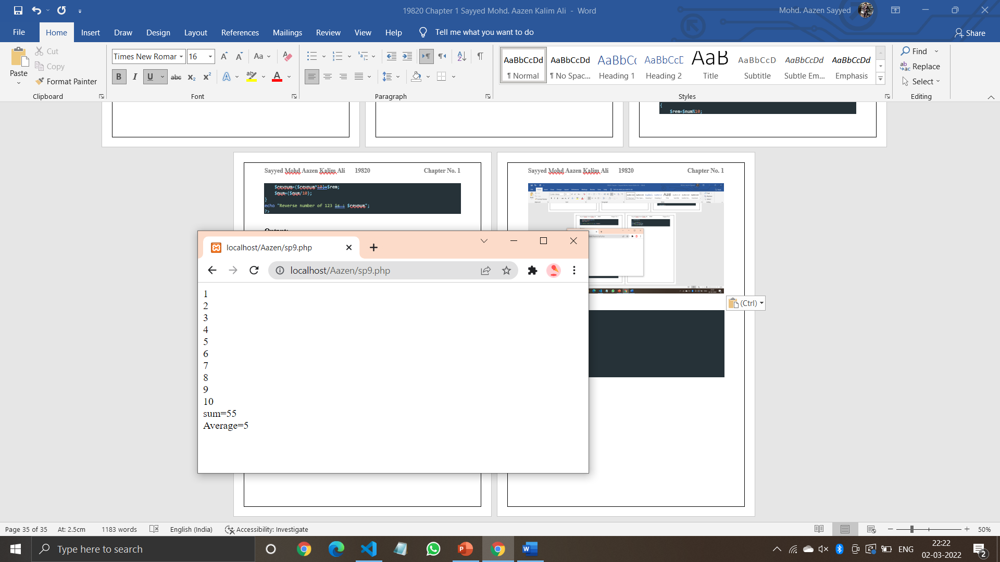 19820 Chapter 1 Sayyed Mohd. Aazen Kalim Ali - Word
Mohd. Aazen Sayyed
File Home Insert Draw Design Layout References Mailings Review View Help Tell me what you want to do Share
Paste
Cut
Copy
Format Painter
Clipboard
Times New Roman 16
Font
Paragraph
AaBbCcDd AaBbCcDd AaBbCc AaBbCcD AaB AaBbCcD AaBbCcDd AaBbCcDd
¶ Normal ¶ No Spac... Heading 1 Heading 2 Title Subtitle Subtle Em... Emphasis
Styles
Find
Replace
Select
Editing
{
$rem=$num%10;
Sayyed Mohd Aazen Kalim Ali 19820 Chapter No. 1
$revnum=($revnum*10)+$rem;
$num=($num/10);
}
echo "Reverse number of 123 is : $revnum";
?>
Output:
Sayyed Mohd Aazen Kalim Ali 19820 Chapter No. 1
(Ctrl)
localhost/Aazen/sp9.php
localhost/Aazen/sp9.php
1
2
3
4
5
6
7
8
9
10
sum=55
Average=5
Page 35 of 35 At: 2.5cm 1183 words English (India) Accessibility: Investigate 50%
Type here to search
ENG
22:22
02-03-2022
2